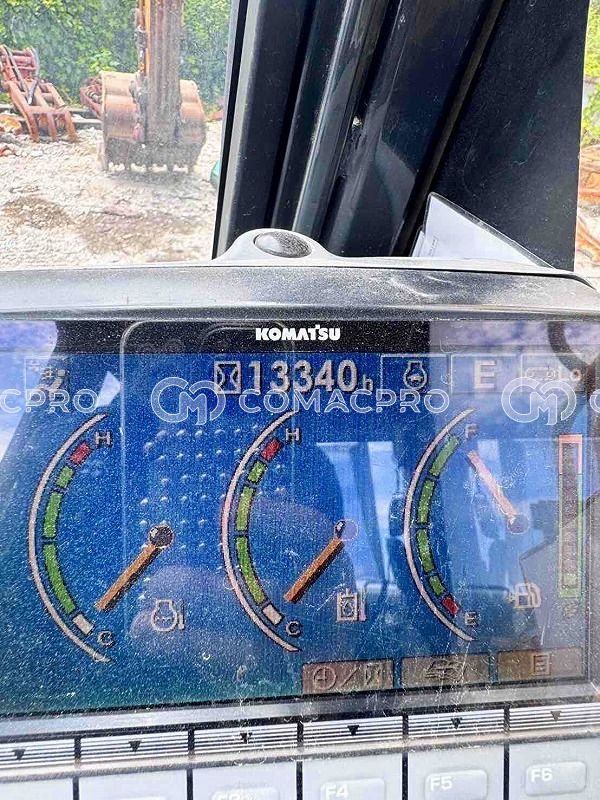 KOMATSU
13340h
E
COMACPRO COMACPRO COMACPRO
H H F
C C E
F4 F5 F6